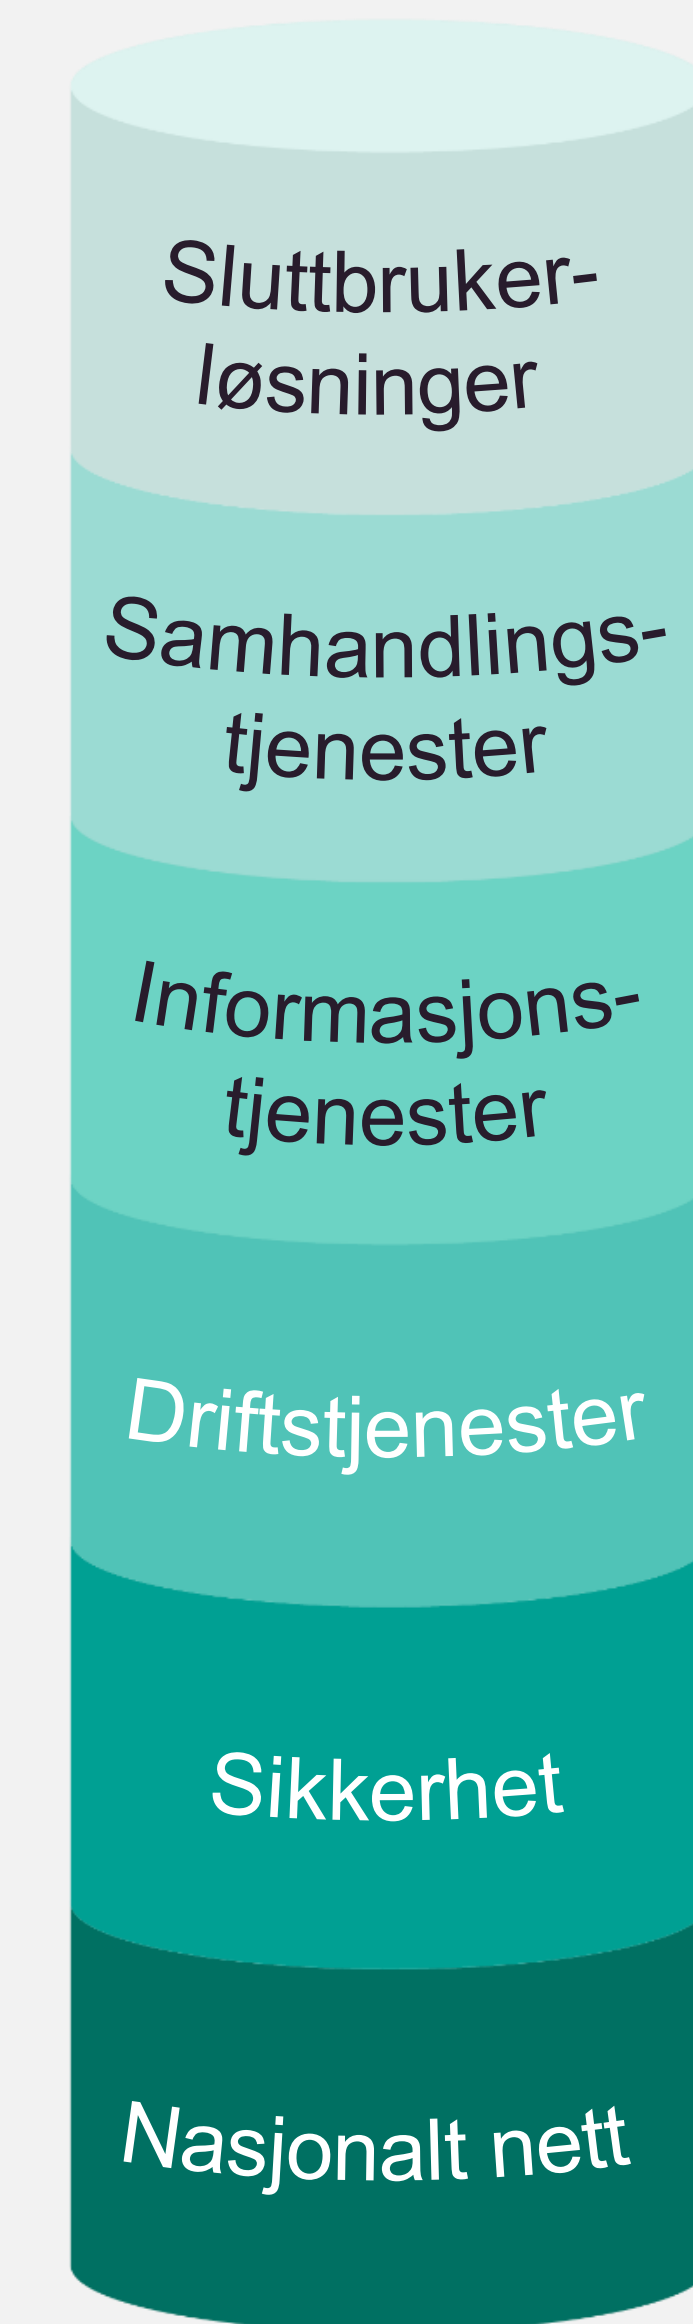 Sluttbruker-
løsninger
Samhandlings-
tjenester
Informasjons-
tjenester
Driftstjenester
Sikkerhet
Nasjonalt nett